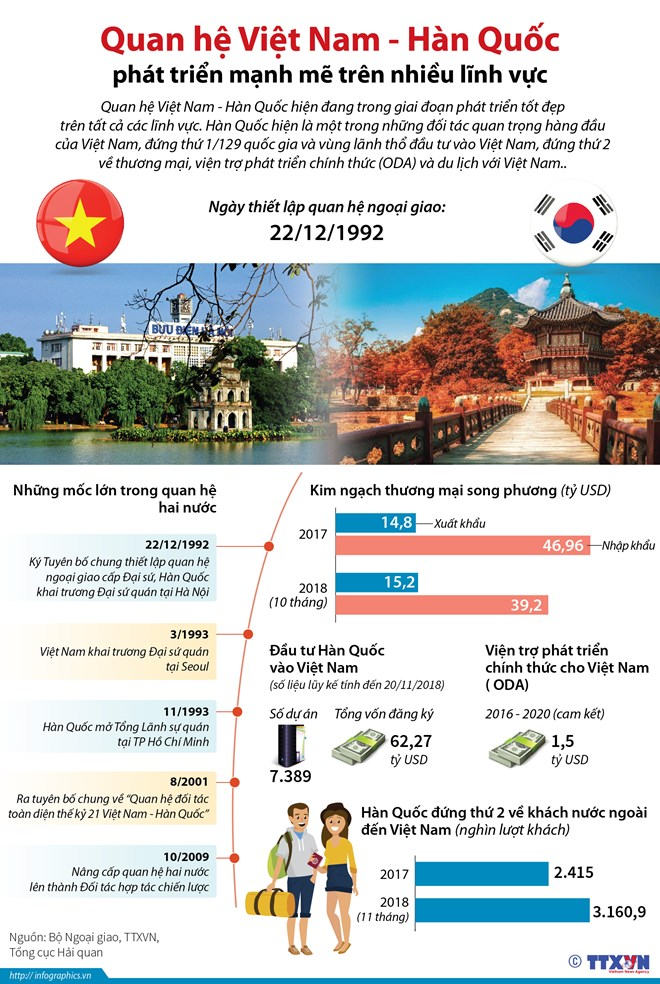 Quan hệ Việt Nam - Hàn Quốc
phát triển mạnh mẽ trên nhiều lĩnh vực
Quan hệ Việt Nam - Hàn Quốc hiện đang trong giai đoạn phát triển tốt đẹp
trên tất cả các lĩnh vực. Hàn Quốc hiện là một trong những đối tác quan trọng hàng đầu
của Việt Nam, đứng thứ 1/129 quốc gia và vùng lãnh thổ đầu tư vào Việt Nam, đứng thứ 2
về thương mại, viện trợ phát triển chính thức (ODA) và du lịch với Việt Nam..
Ngày thiết lập quan hệ ngoại giao:
22/12/1992
BƯU ĐIỆN HÀ NỘI
Những mốc lớn trong quan hệ
hai nước
22/12/1992
Ký Tuyên bố chung thiết lập quan hệ
ngoại giao cấp Đại sứ, Hàn Quốc
khai trương Đại sứ quán tại Hà Nội
3/1993
Việt Nam khai trương Đại sứ quán
tại Seoul
11/1993
Hàn Quốc mở Tổng Lãnh sự quán
tại TP Hồ Chí Minh
8/2001
Ra tuyên bố chung về "Quan hệ đối tác
toàn diện thế kỷ 21 Việt Nam - Hàn Quốc"
10/2009
Nâng cấp quan hệ hai nước
lên thành Đối tác hợp tác chiến lược
Kim ngạch thương mại song phương (tỷ USD)
2017
14,8
Xuất khẩu
46,96
Nhập khẩu
2018
(10 tháng)
15,2
39,2
Đầu tư Hàn Quốc
vào Việt Nam
(số liệu lũy kế tính đến 20/11/2018)
Số dự án
7.389
Tổng vốn đăng ký
62,27
tỷ USD
Viện trợ phát triển
chính thức cho Việt Nam
( ODA)
2016 - 2020 (cam kết)
1,5
tỷ USD
Hàn Quốc đứng thứ 2 về khách nước ngoài
đến Việt Nam (nghìn lượt khách)
2017
2.415
2018
(11 tháng)
3.160,9
Nguồn: Bộ Ngoại giao, TTXVN,
Tổng cục Hải quan
http:// infographics.vn
© TTXVN
Vietnam News Agency